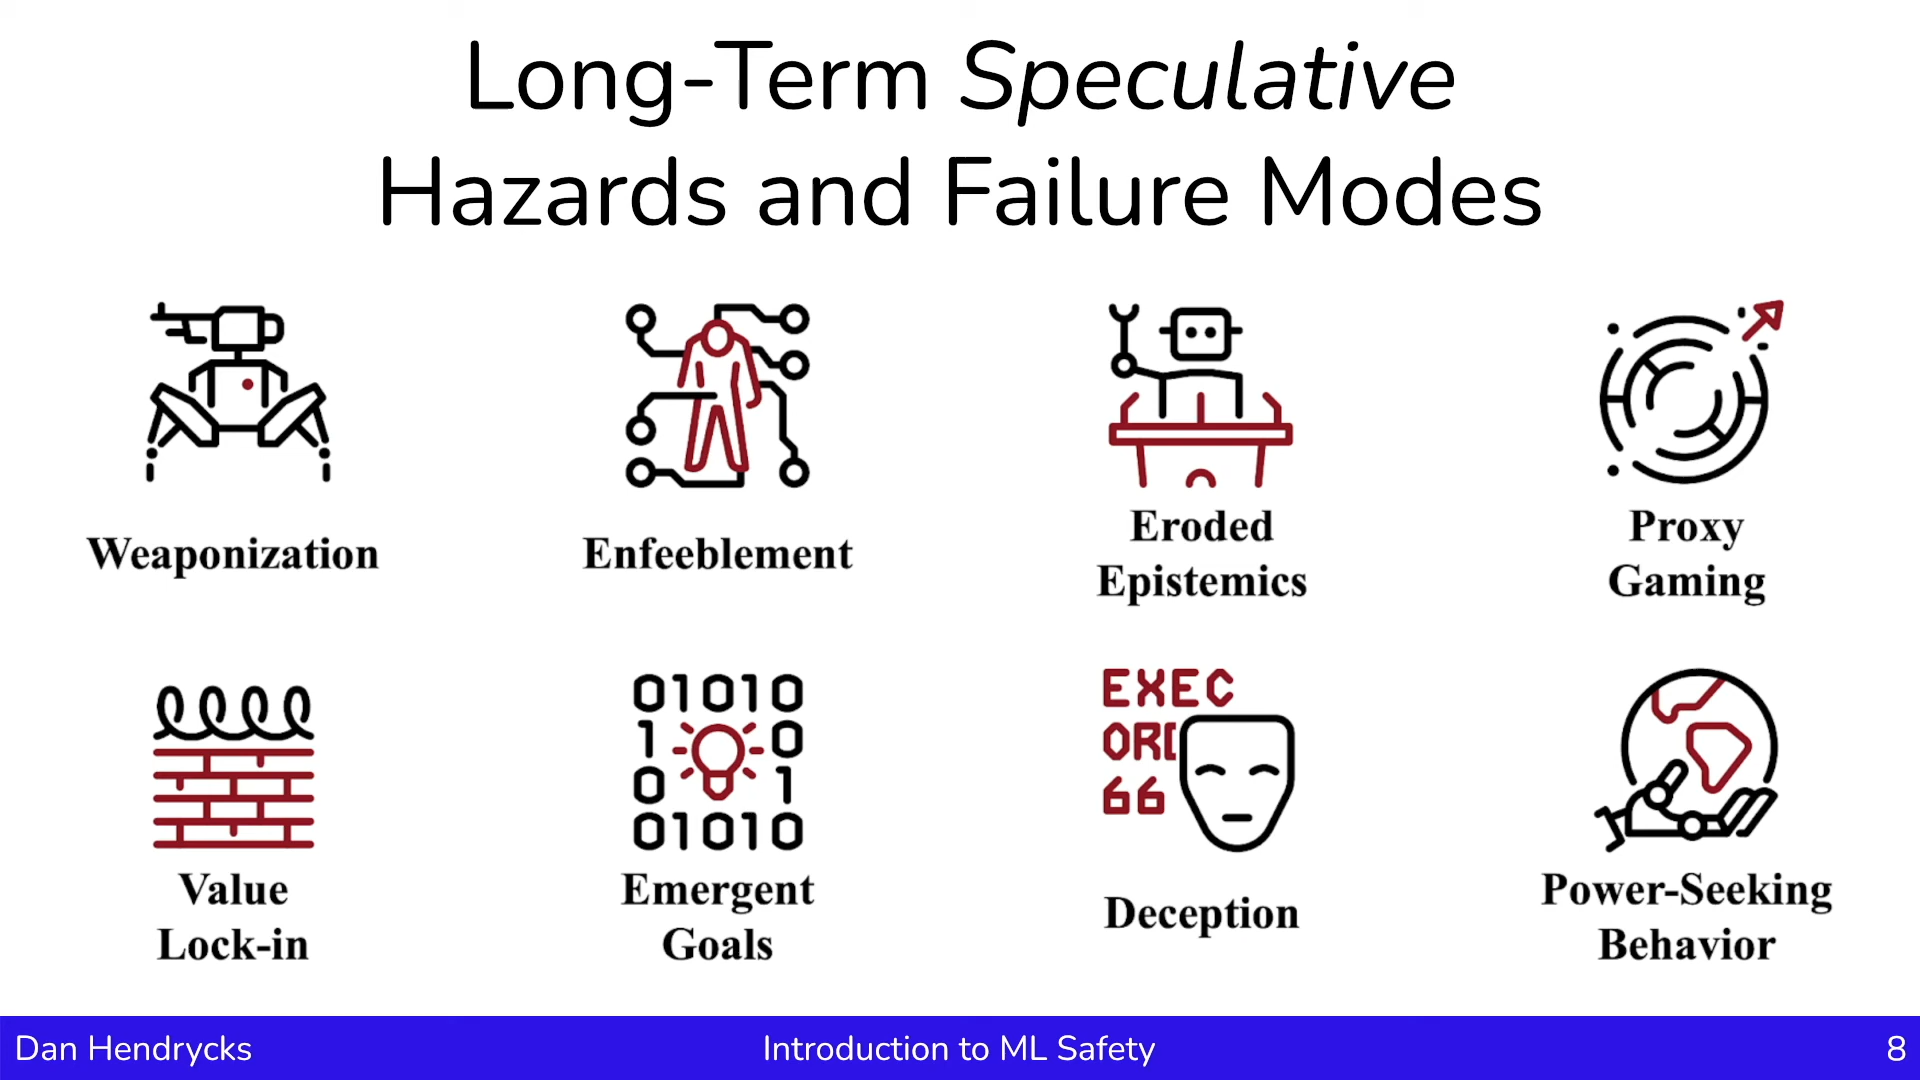 Long-Term Speculative
Hazards and Failure Modes
Weaponization
Enfeeblement
Eroded
Epistemics
Proxy
Gaming
01010
1 0
0 1
01010
EXEC
ORD
66
Value
Lock-in
Emergent
Goals
Deception
Power-Seeking
Behavior
Dan Hendrycks
Introduction to ML Safety
8